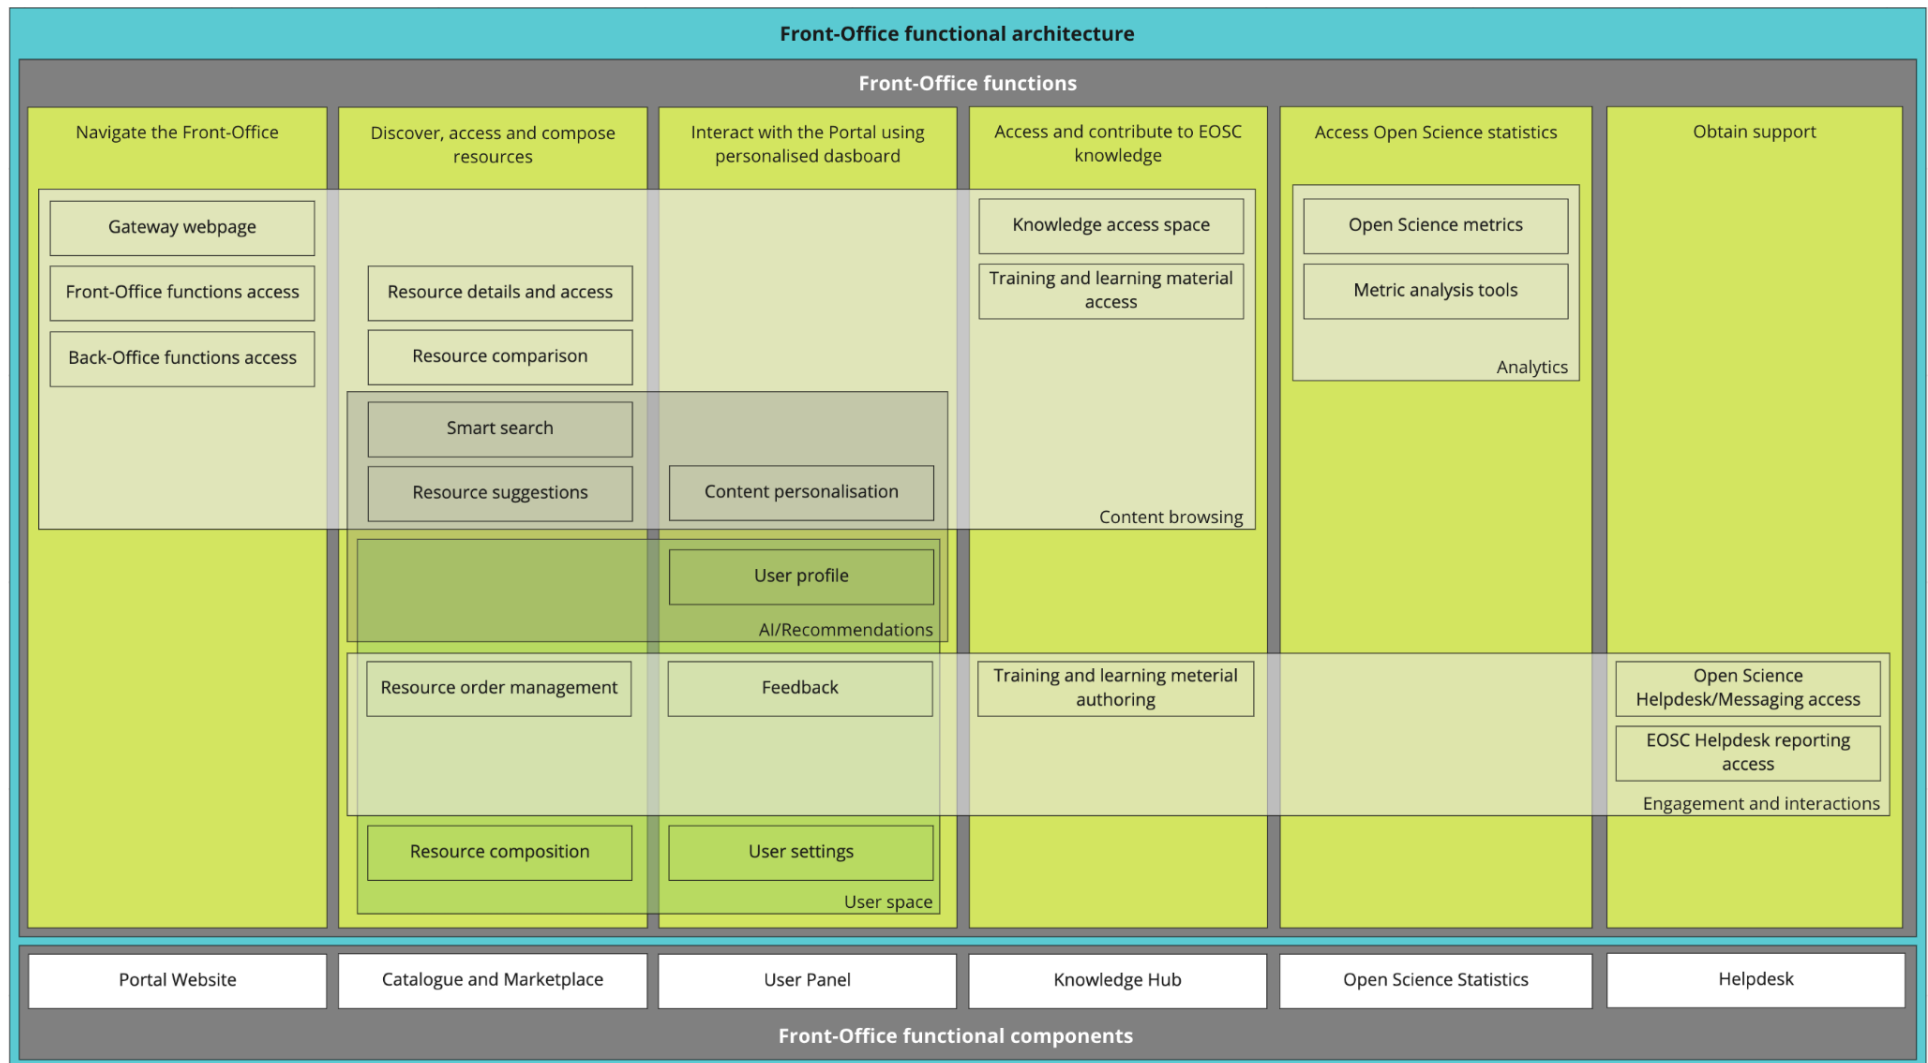 Front-Office functional architecture
Front-Office functions
Navigate the Front-Office
Discover, access and compose
resources
Interact with the Portal using
personalised dasboard
Access and contribute to EOSC
knowledge
Access Open Science statistics
Obtain support
Gateway webpage
Front-Office functions access
Back-Office functions access
Resource details and access
Resource comparison
Smart search
Resource suggestions
Content personalisation
Knowledge access space
Training and learning material
access
Content browsing
Open Science metrics
Metric analysis tools
Analytics
User profile
AI/Recommendations
Resource order management
Feedback
Training and learning meterial
authoring
Open Science
Helpdesk/Messaging access
EOSC Helpdesk reporting
access
Engagement and interactions
Resource composition
User settings
User space
Portal Website
Catalogue and Marketplace
User Panel
Knowledge Hub
Open Science Statistics
Helpdesk
Front-Office functional components